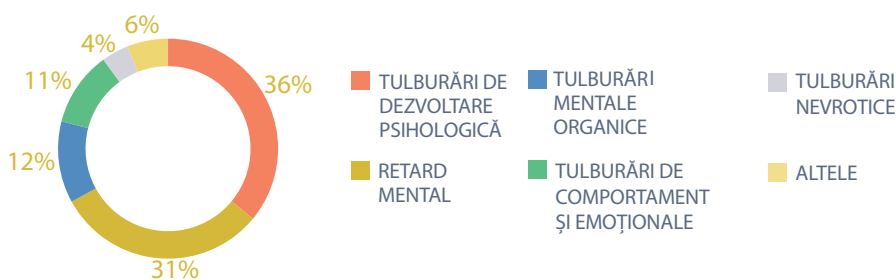 6%
4%
11%
36%
12%
31%
TULBURĂRI DE
DEZVOLTARE
PSIHOLOGICĂ
TULBURĂRI
MENTALE
ORGANICE
TULBURĂRI
NEVROTICE
RETARD
MENTAL
TULBURĂRI DE
COMPORTAMENT
ȘI EMOȚIONALE
ALTELE